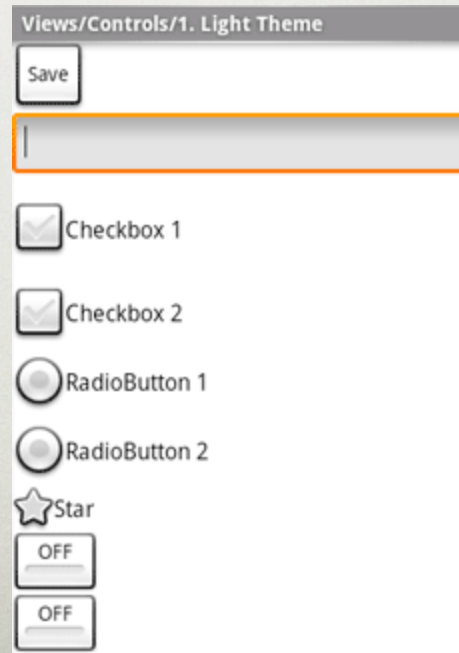 Views/Controls/1. Light Theme
Save
Checkbox 1
Checkbox 2
RadioButton 1
RadioButton 2
Star
OFF
OFF